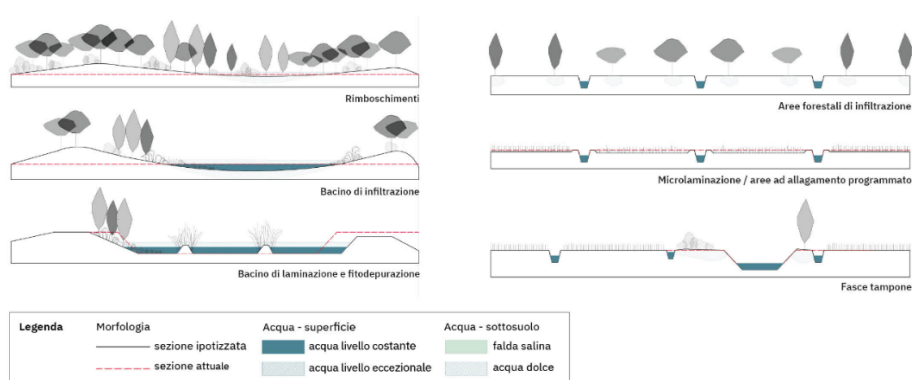 Rimboschimenti
Bacino di infiltrazione
Bacino di laminazione e fitodepurazione
Aree forestali di infiltrazione
Microlaminazione / aree ad allagamento programmato
Fasce tampone
Legenda
Morfologia
sezione ipotizzata
sezione attuale
Acqua - superficie
acqua livello costante
acqua livello eccezionale
Acqua - sottosuolo
falda salina
acqua dolce